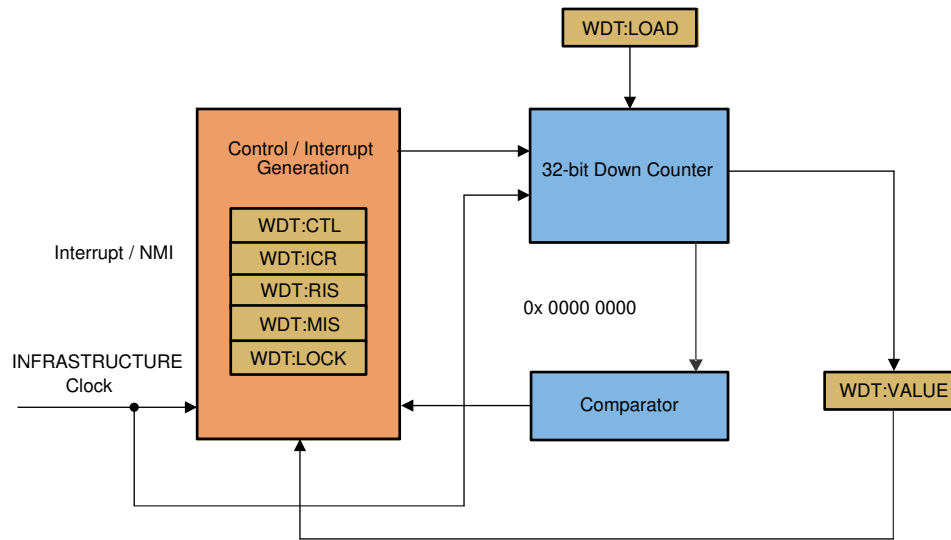 WDT:LOAD
Control / Interrupt
Generation
32-bit Down Counter
WDT:CTL
WDT:ICR
WDT:RIS
WDT:MIS
WDT:LOCK
Interrupt / NMI
0x 0000 0000
INFRASTRUCTURE
Clock
Comparator
WDT:VALUE